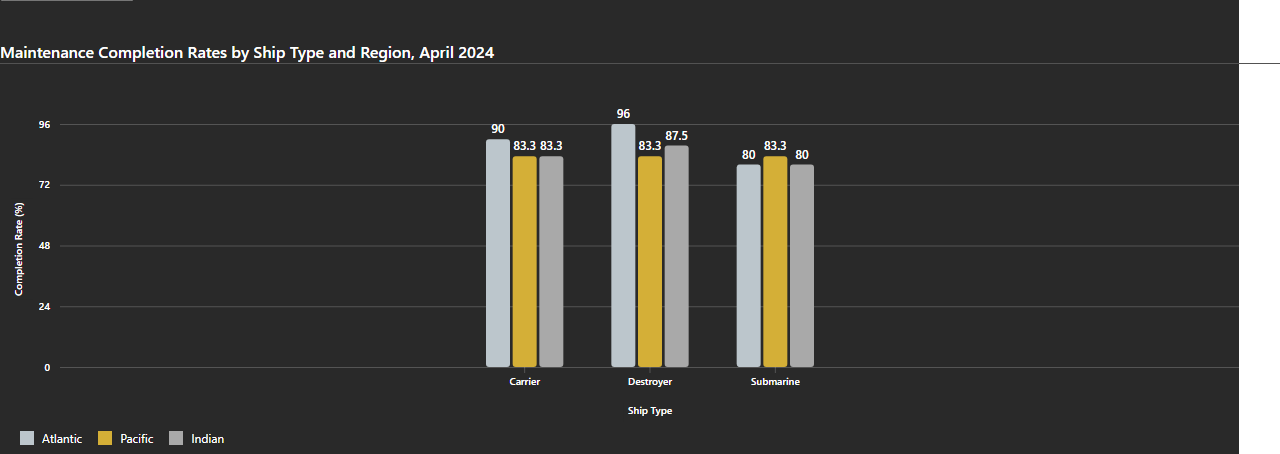 Maintenance Completion Rates by Ship Type and Region, April 2024
96
72
48
24
0
Completion Rate (%)
90
83.3
83.3
96
83.3
87.5
80
83.3
80
Carrier
Destroyer
Submarine
Ship Type
Atlantic
Pacific
Indian